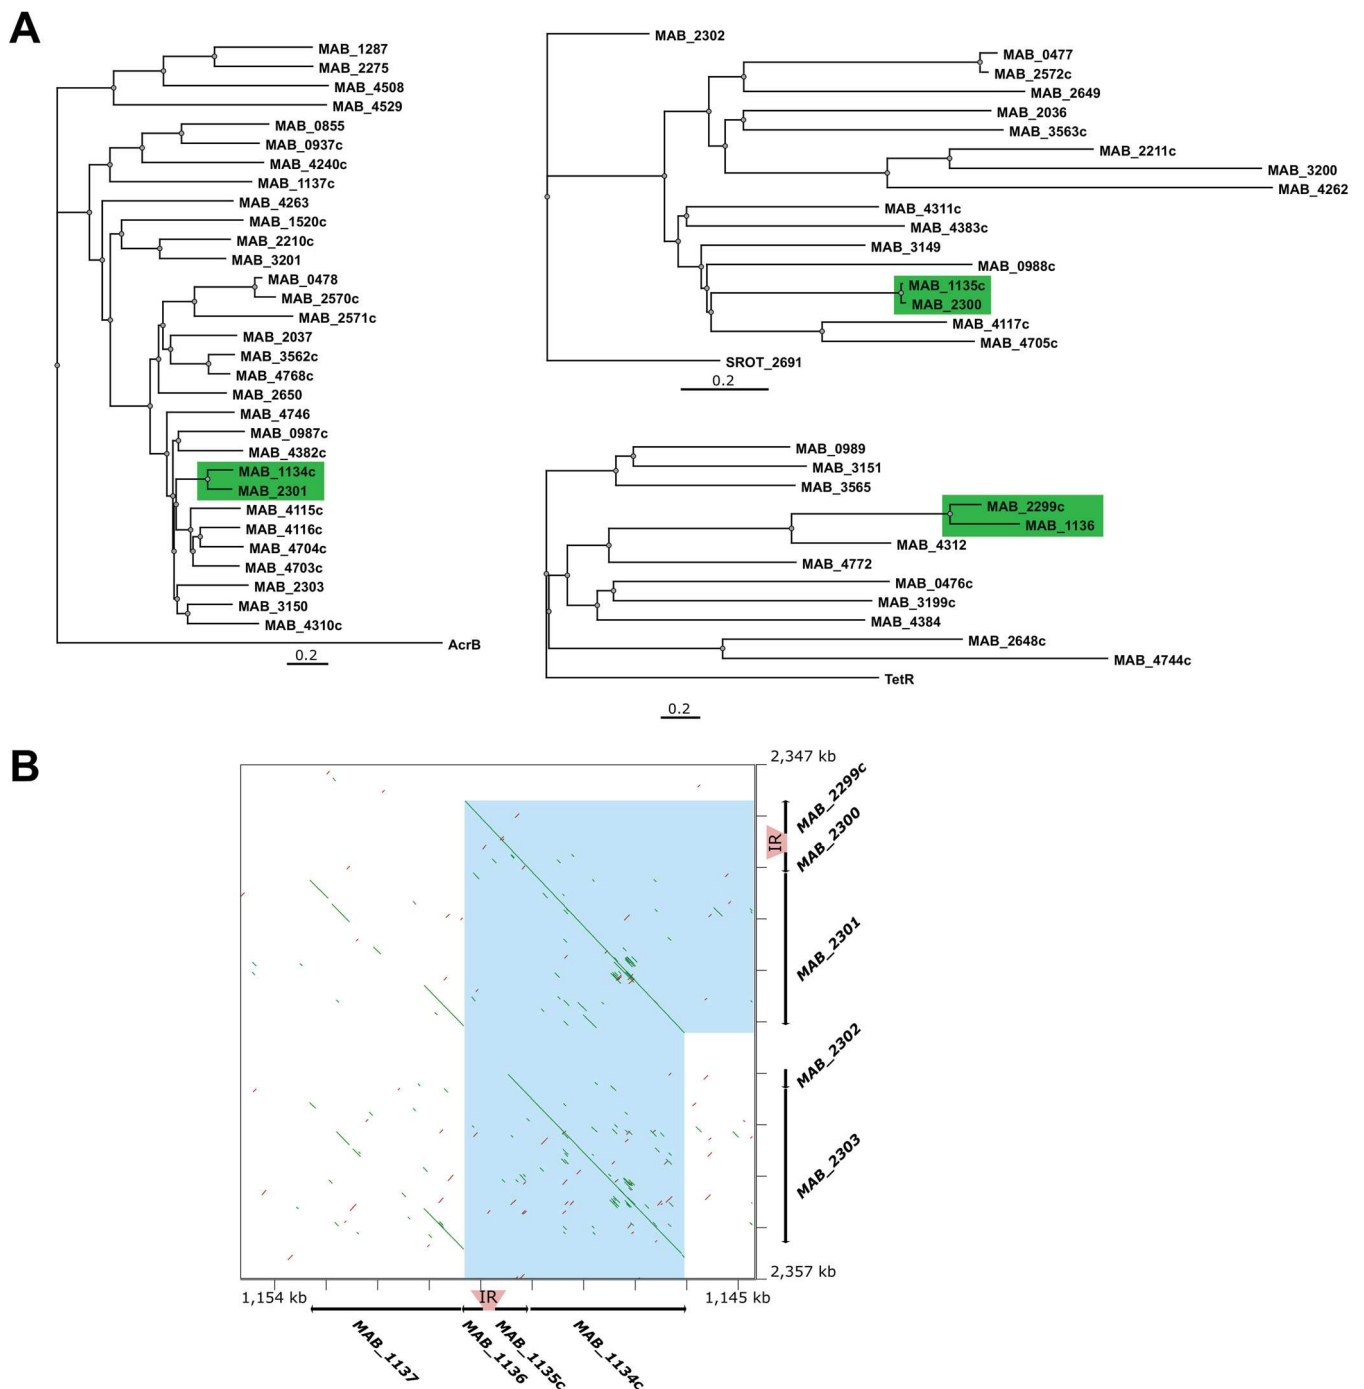 A
MAB_1287
MAB_2275
MAB_4508
MAB_4529
MAB_0855
MAB_0937c
MAB_4240c
MAB_1137c
MAB_4263
MAB_1520c
MAB_2210c
MAB_3201
MAB_0478
MAB_2570c
MAB_2571c
MAB_2037
MAB_3562c
MAB_4768c
MAB_2650
MAB_4746
MAB_0987c
MAB_4382c
MAB_1134c
MAB_2301
MAB_4115c
MAB_4116c
MAB_4704c
MAB_4703c
MAB_2303
MAB_3150
MAB_4310c
AcrB
0.2
MAB_2302
MAB_0477
MAB_2572c
MAB_2649
MAB_2036
MAB_3563c
MAB_2211c
MAB_3200
MAB_4262
MAB_4311c
MAB_4383c
MAB_3149
MAB_0988c
MAB_1135c
MAB_2300
MAB_4117c
MAB_4705c
SROT_2691
0.2
MAB_0989
MAB_3151
MAB_3565
MAB_2299c
MAB_1136
MAB_4312
MAB_4772
MAB_0476c
MAB_3199c
MAB_4384
MAB_2648c
MAB_4744c
TetR
0.2
B
2,347 kb
MAB_2299c
IR
MAB_2300
MAB_2301
MAB_2302
MAB_2303
2,357 kb
1,154 kb
IR
1,145 kb
MAB_1137
MAB_1136
MAB_1135c
MAB_1134c